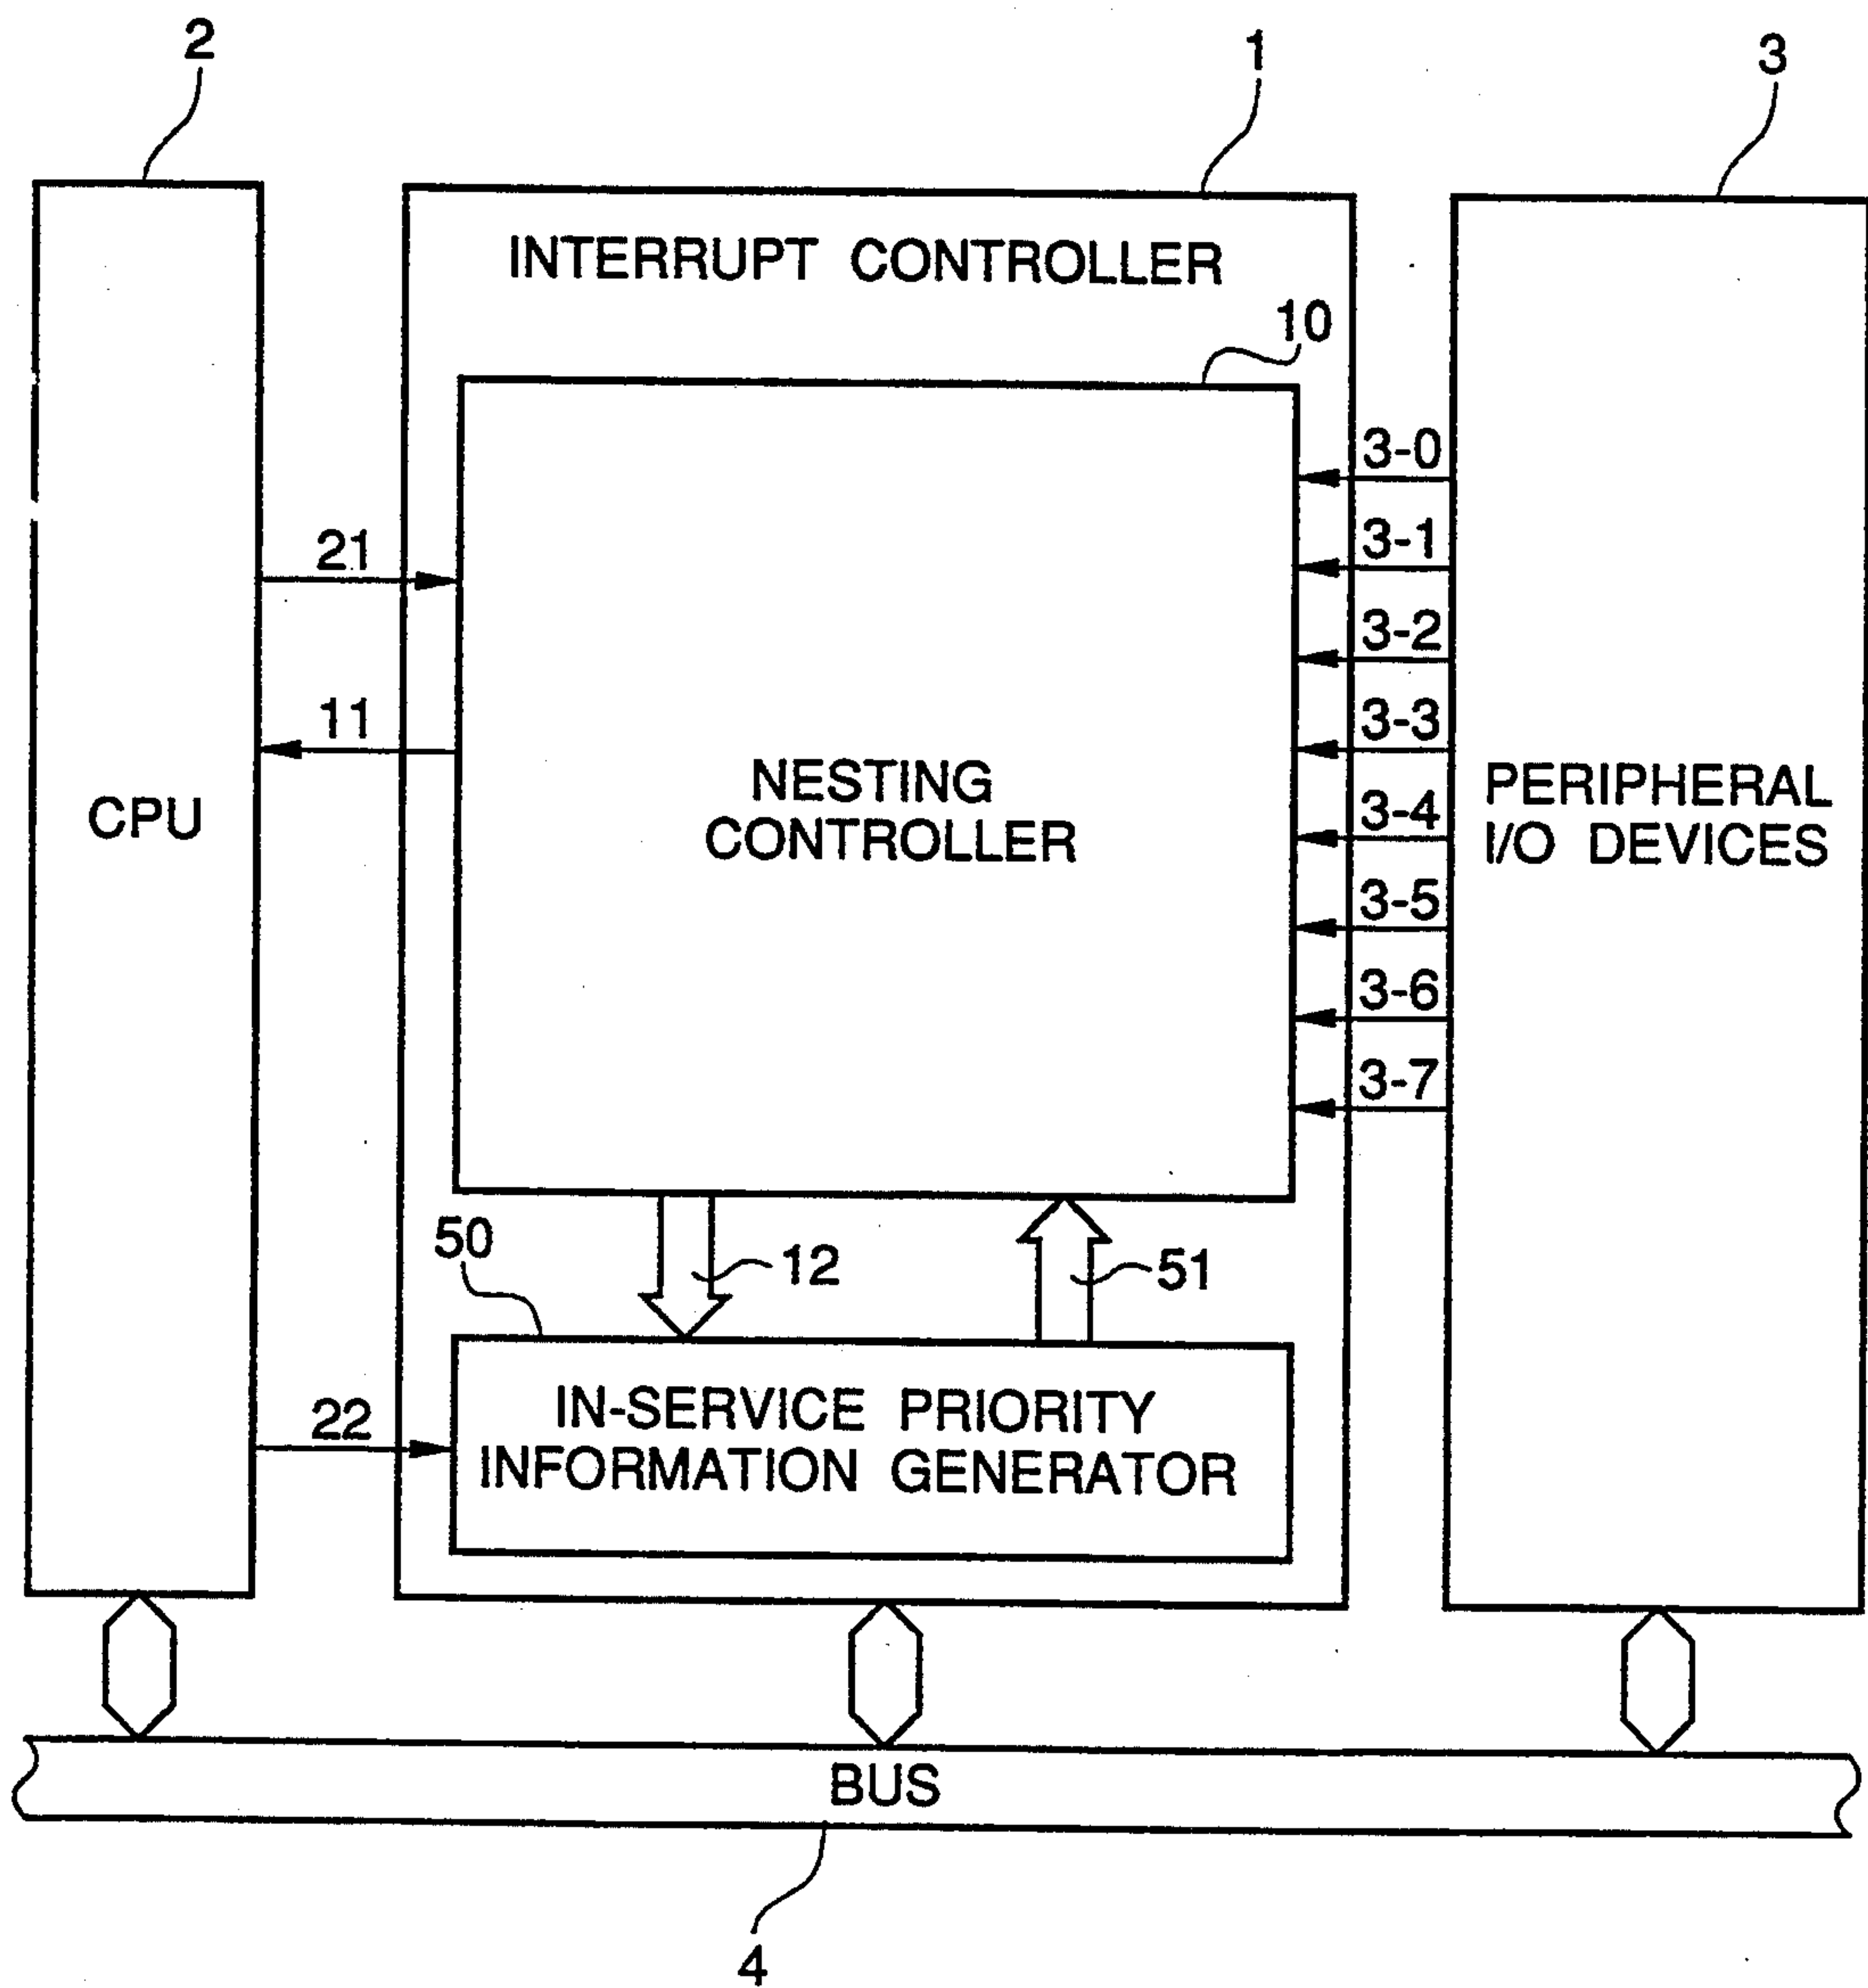 2
1
3
INTERRUPT CONTROLLER
10
3-0
3-1
21
3-2
11
3-3
NESTING
CONTROLLER
CPU
PERIPHERAL
I/O DEVICES
3-4
3-5
3-6
3-7
50
12
51
IN-SERVICE PRIORITY
INFORMATION GENERATOR
22
BUS
4